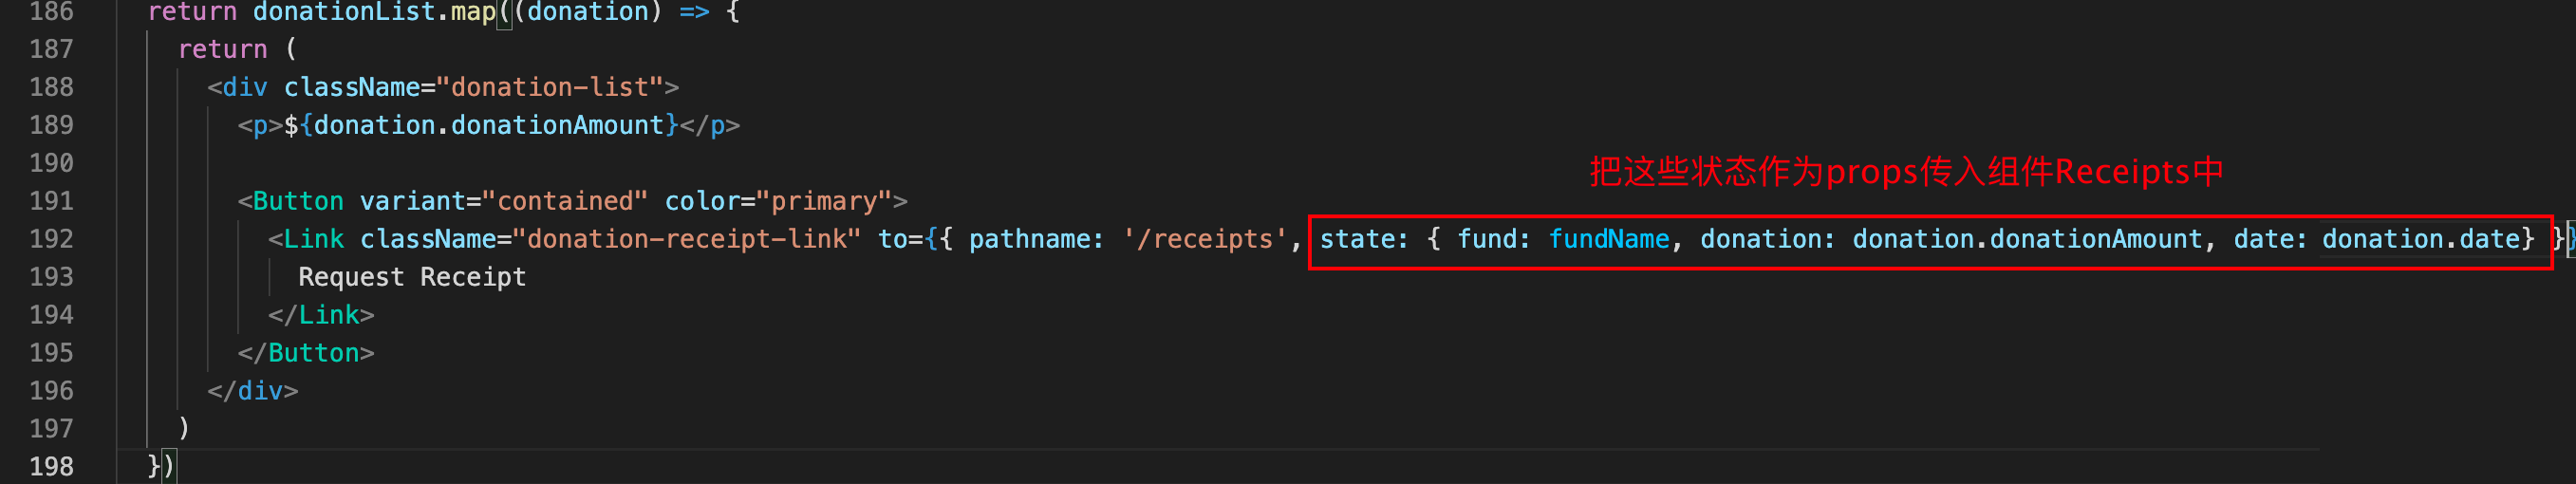 186 return donationList.map((donation) => {
187 return (
188 <div className="donation-list">
189 <p>${donation.donationAmount}</p>
190
把这些状态作为props传入组件Receipts中
191 <Button variant="contained" color="primary">
192 <Link className="donation-receipt-link" to={{ pathname: '/receipts', state: { fund: fundName, donation: donation.donationAmount, date: donation.date} }}
193 Request Receipt
194 </Link>
195 </Button>
196 </div>
197 )
198 })